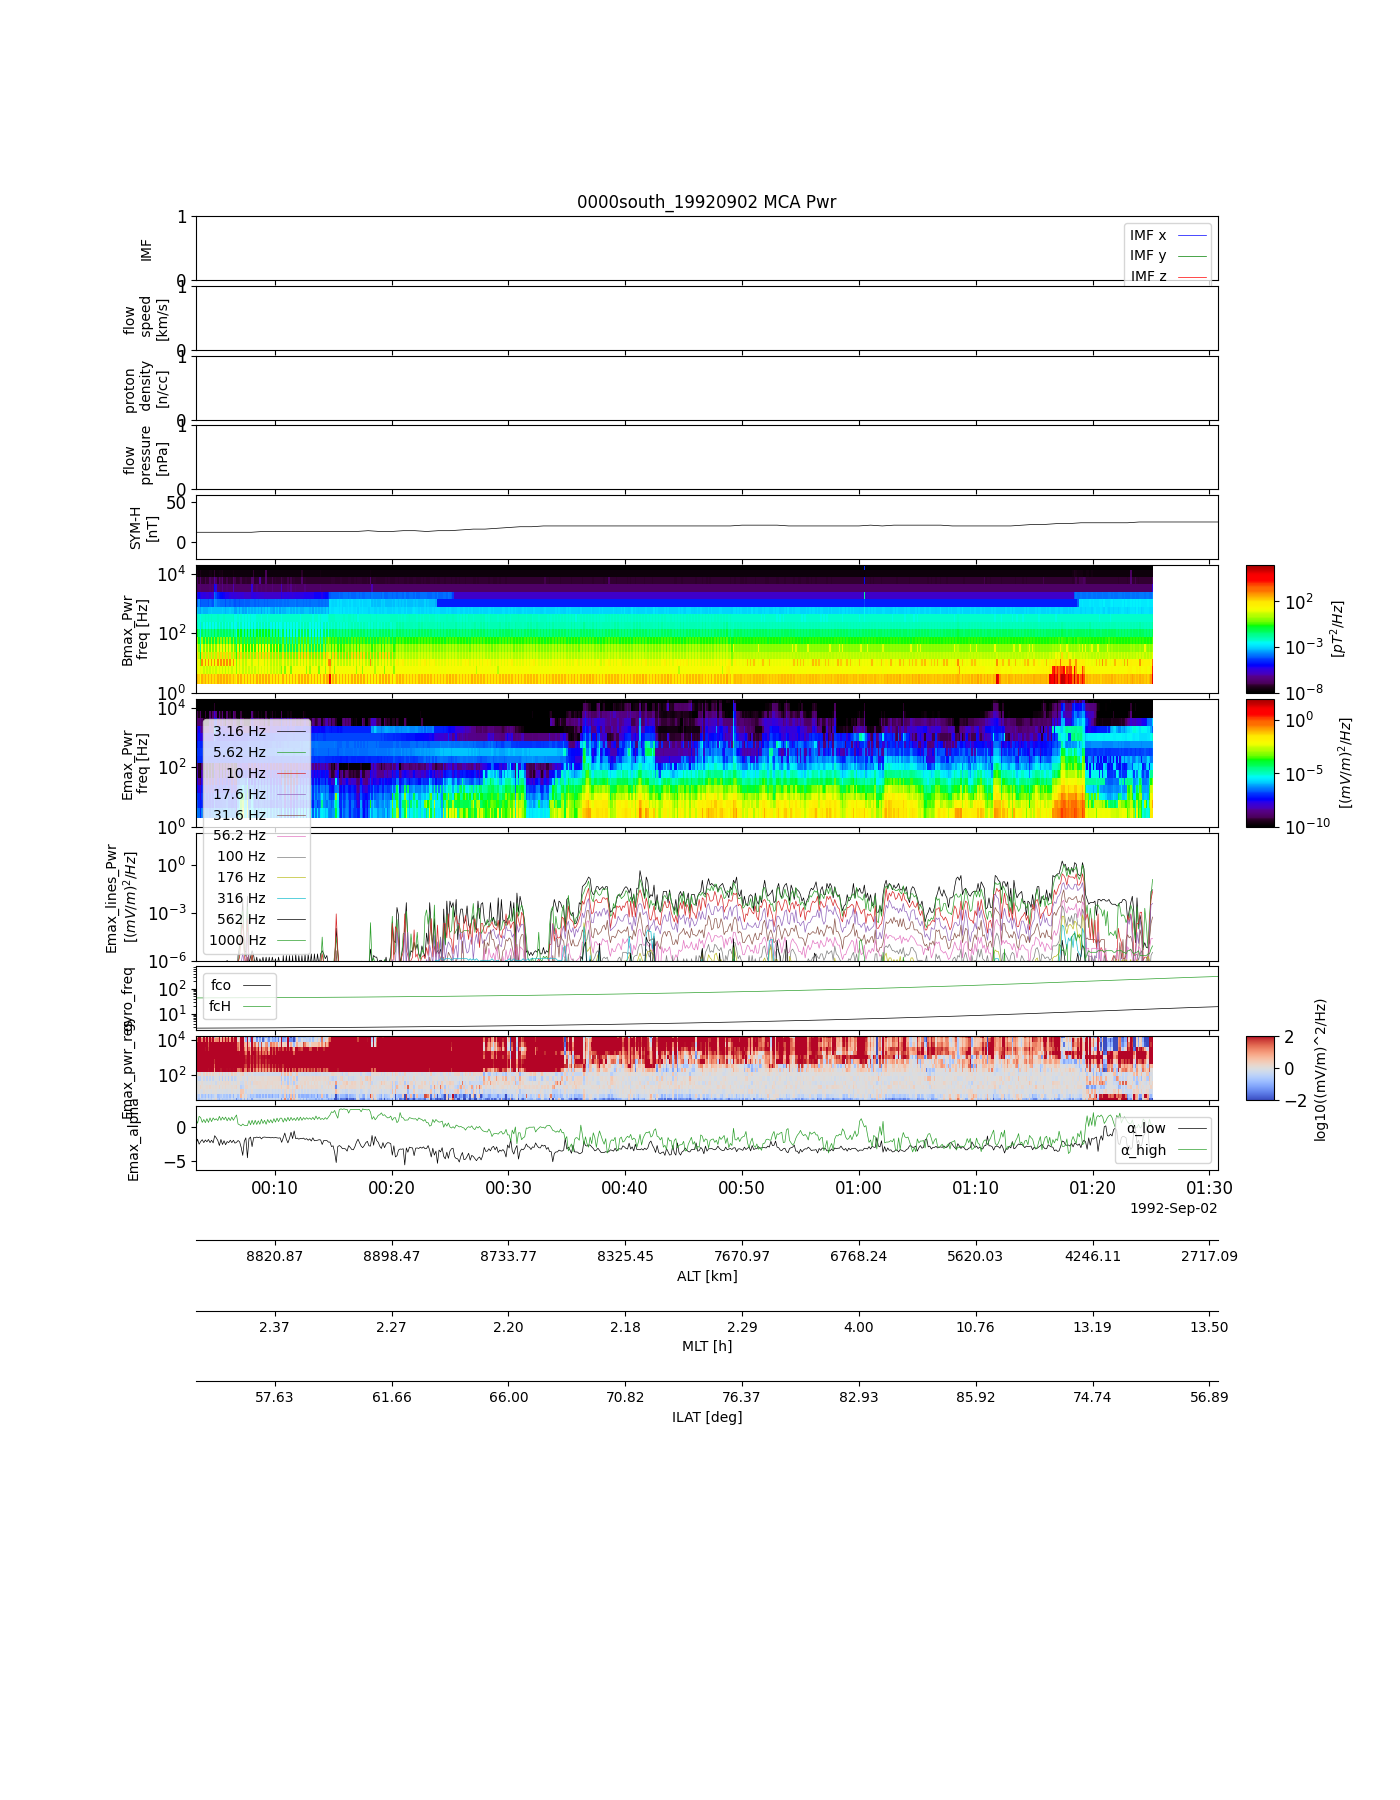 0000south_19920902 MCA Pwr
1
0
IMF
IMF x
IMF y
IMF z
1
0
flow
speed
[km/s]
1
0
proton
density
[n/cc]
1
0
flow
pressure
[nPa]
50
0
SYM-H
[nT]
10^4
10^2
10^0
Bmax_Pwr
freq [Hz]
10^2
10^-3
10^-8
[pT^2/Hz]
10^4
10^2
10^0
Emax_Pwr
freq [Hz]
10^0
10^-5
10^-10
[(mV/m)^2/Hz]
3.16 Hz
5.62 Hz
10 Hz
17.6 Hz
31.6 Hz
56.2 Hz
100 Hz
176 Hz
316 Hz
562 Hz
1000 Hz
10^0
10^-3
10^-6
Emax_lines_Pwr
[(mV/m)^2/Hz]
10^2
10^1
gyro_freq
fco
fcH
10^4
10^2
Emax_pwr_reg
2
0
−2
log10((mV/m)^2/Hz)
0
−5
Emax_alpha
α_low
α_high
00:10 00:20 00:30 00:40 00:50 01:00 01:10 01:20 01:30
1992-Sep-02
8820.87 8898.47 8733.77 8325.45 7670.97 6768.24 5620.03 4246.11 2717.09
ALT [km]
2.37 2.27 2.20 2.18 2.29 4.00 10.76 13.19 13.50
MLT [h]
57.63 61.66 66.00 70.82 76.37 82.93 85.92 74.74 56.89
ILAT [deg]